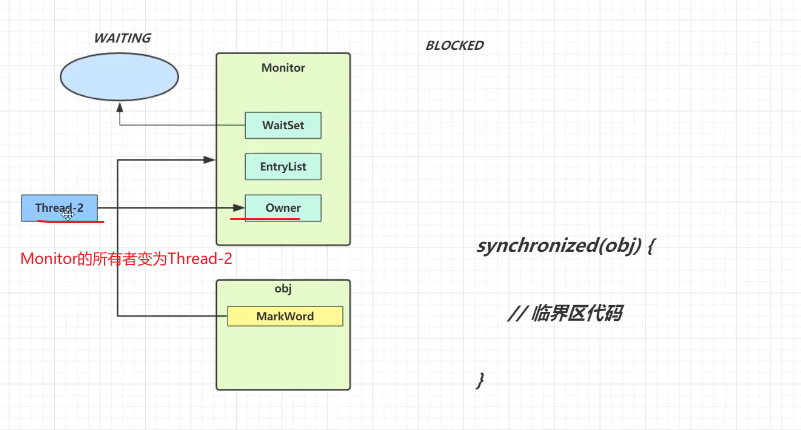 WAITING
BLOCKED
Monitor
WaitSet
EntryList
Thread-2
Owner
Monitor的所有者变为Thread-2
synchronized(obj) {
obj
// 临界区代码
MarkWord
}